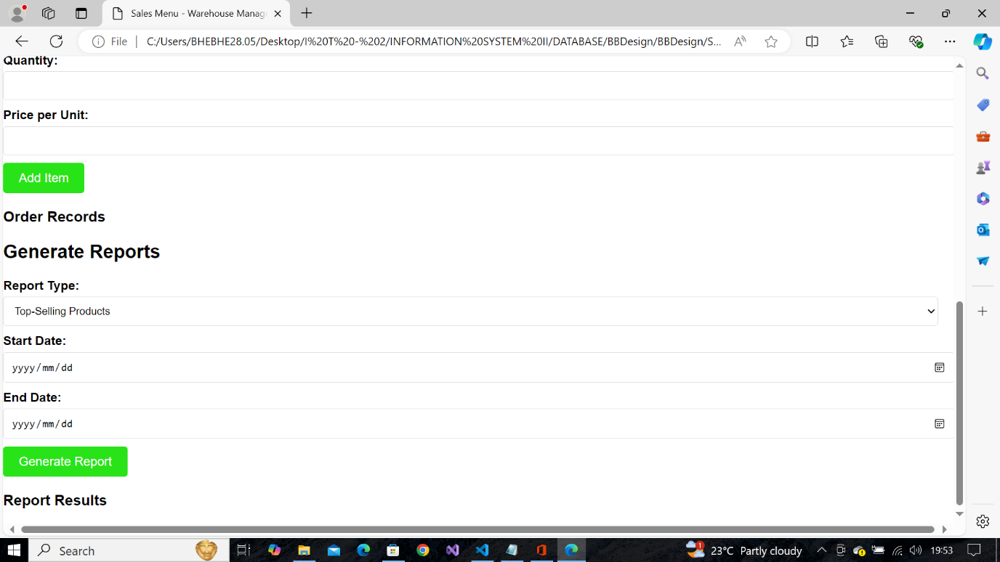 Sales Menu - Warehouse Manag
File
C:/Users/BHEBHE28.05/Desktop/I%20T%20-%202/INFORMATION%20SYSTEM%20II/DATABASE/BBDesign/BBDesign/S...
Quantity:
Price per Unit:
Add Item
Order Records
Generate Reports
Report Type:
Top-Selling Products
Start Date:
yyyy/mm/dd
End Date:
yyyy/mm/dd
Generate Report
Report Results
Search
1
23°C Partly cloudy
19:53